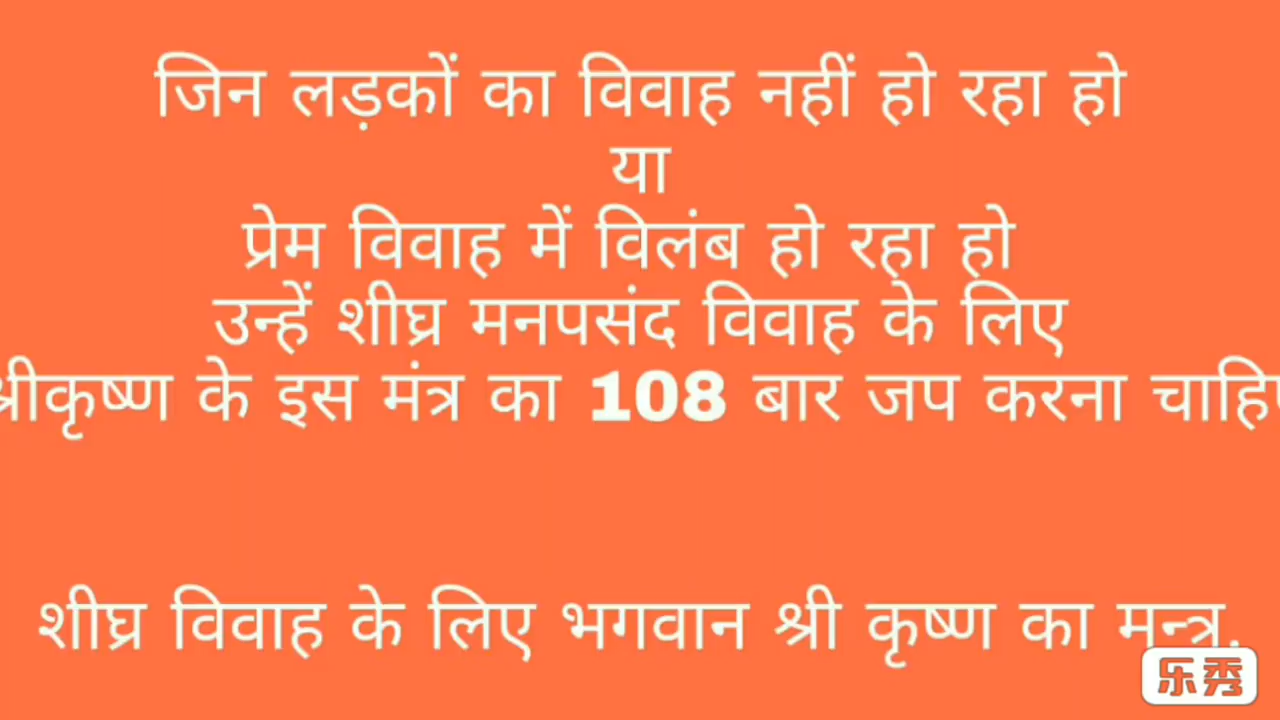 जिन लड़कों का विवाह नहीं हो रहा हो
या
प्रेम विवाह में विलंब हो रहा हो
उन्हें शीघ्र मनपसंद विवाह के लिए
श्रीकृष्ण के इस मंत्र का 108 बार जप करना चाहिए
शीघ्र विवाह के लिए भगवान श्री कृष्ण का मन्त्र.
乐秀